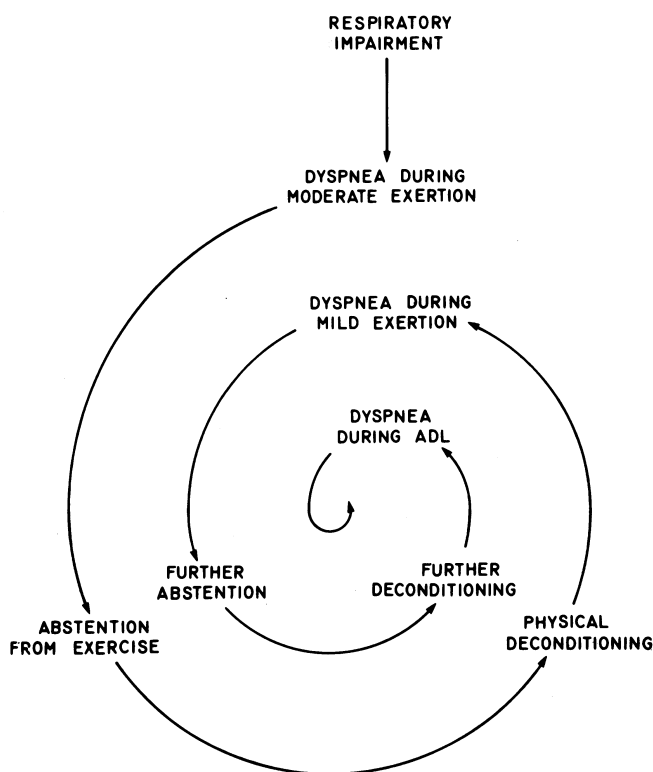 RESPIRATORY
IMPAIRMENT
DYSPNEA DURING
MODERATE EXERTION
DYSPNEA DURING
MILD EXERTION
DYSPNEA
DURING ADL
FURTHER
ABSTENTION
FURTHER
DECONDITIONING
ABSTENTION
FROM EXERCISE
PHYSICAL
DECONDITIONING